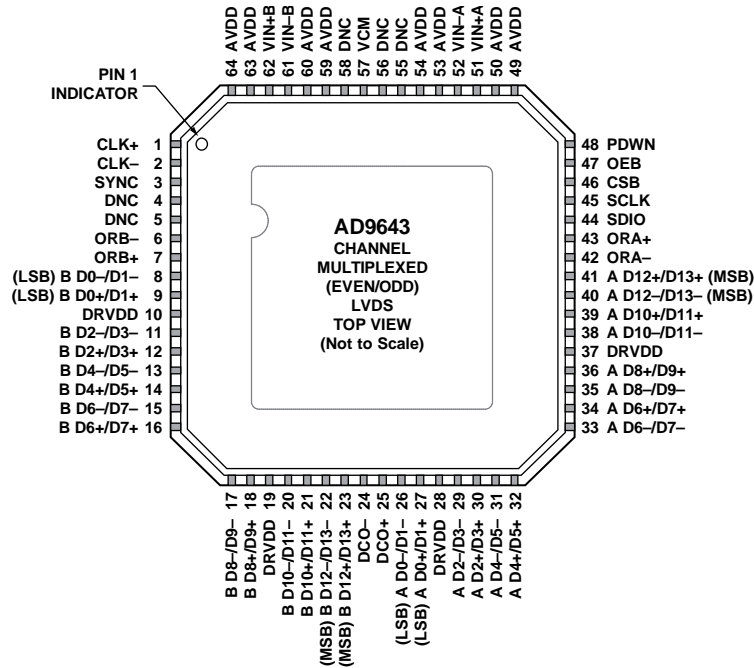 64 AVDD
63 AVDD
62 VIN+B
61 VIN–B
60 AVDD
59 AVDD
58 DNC
57 VCM
56 DNC
55 DNC
54 AVDD
53 AVDD
52 VIN–A
51 VIN+A
50 AVDD
49 AVDD
PIN 1
INDICATOR
CLK+ 1
CLK– 2
SYNC 3
DNC 4
DNC 5
ORB– 6
ORB+ 7
(LSB) B D0–/D1– 8
(LSB) B D0+/D1+ 9
DRVDD 10
B D2–/D3– 11
B D2+/D3+ 12
B D4–/D5– 13
B D4+/D5+ 14
B D6–/D7– 15
B D6+/D7+ 16
AD9643
CHANNEL
MULTIPLEXED
(EVEN/ODD)
LVDS
TOP VIEW
(Not to Scale)
48 PDWN
47 OEB
46 CSB
45 SCLK
44 SDIO
43 ORA+
42 ORA–
41 A D12+/D13+ (MSB)
40 A D12–/D13– (MSB)
39 A D10+/D11+
38 A D10–/D11–
37 DRVDD
36 A D8+/D9+
35 A D8–/D9–
34 A D6+/D7+
33 A D6–/D7–
B D8–/D9– 17
B D8+/D9+ 18
DRVDD 19
B D10–/D11– 20
B D10+/D11+ 21
(MSB) B D12–/D13– 22
(MSB) B D12+/D13+ 23
DCO– 24
DCO+ 25
(LSB) A D0–/D1– 26
(LSB) A D0+/D1+ 27
DRVDD 28
A D2–/D3– 29
A D2+/D3+ 30
A D4–/D5– 31
A D4+/D5+ 32